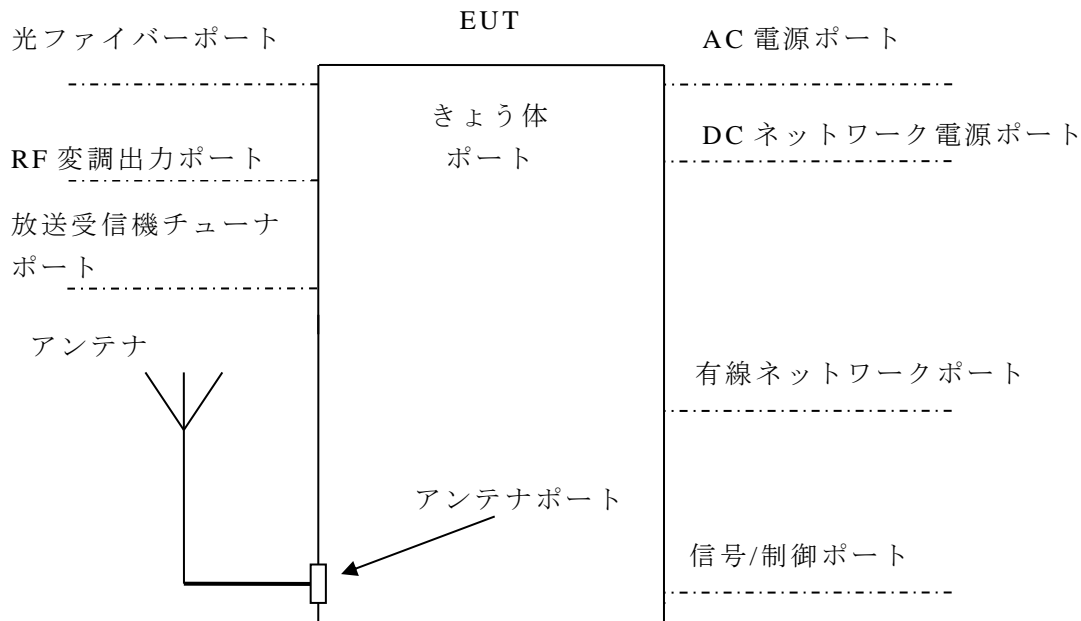 EUT
光ファイバーポート
AC 電源ポート
きょう体
ポート
DC ネットワーク電源ポート
RF 変調出力ポート
放送受信機チューナ
ポート
アンテナ
有線ネットワークポート
アンテナポート
信号/制御ポート